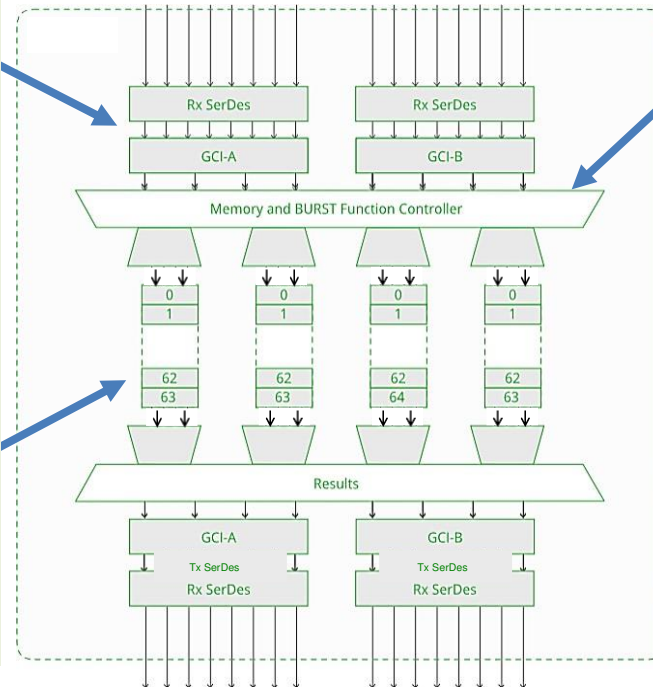 Rx SerDes Rx SerDes
GCI-A GCI-B
Memory and BURST Function Controller
0 0 0 0
1 1 1 1
62 62 62 62
63 63 64 63
Results
GCI-A GCI-B
Tx SerDes Tx SerDes
Rx SerDes Rx SerDes